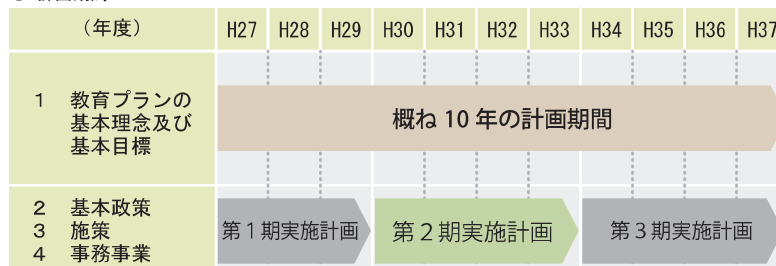 （年度） H27 H28 H29 H30 H31 H32 H33 H34 H35 H36 H37
1 教育プランの
基本理念及び
基本目標
概ね 10 年の計画期間
2 基本政策
3 施策
4 事務事業
第１期実施計画 第２期実施計画 第３期実施計画